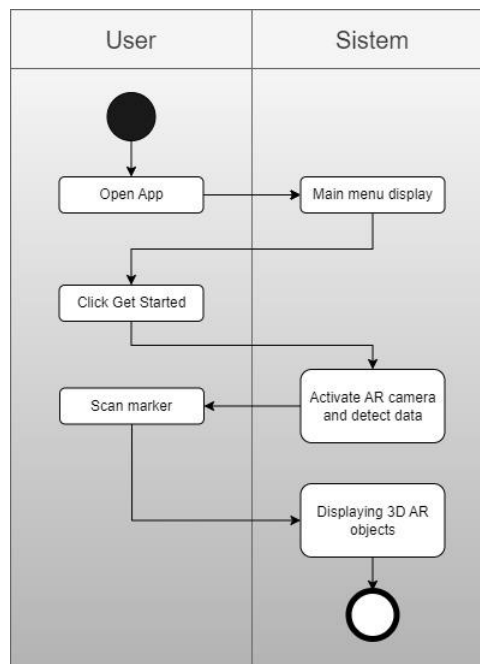 User
Sistem
Open App
Main menu display
Click Get Started
Activate AR camera
and detect data
Scan marker
Displaying 3D AR
objects